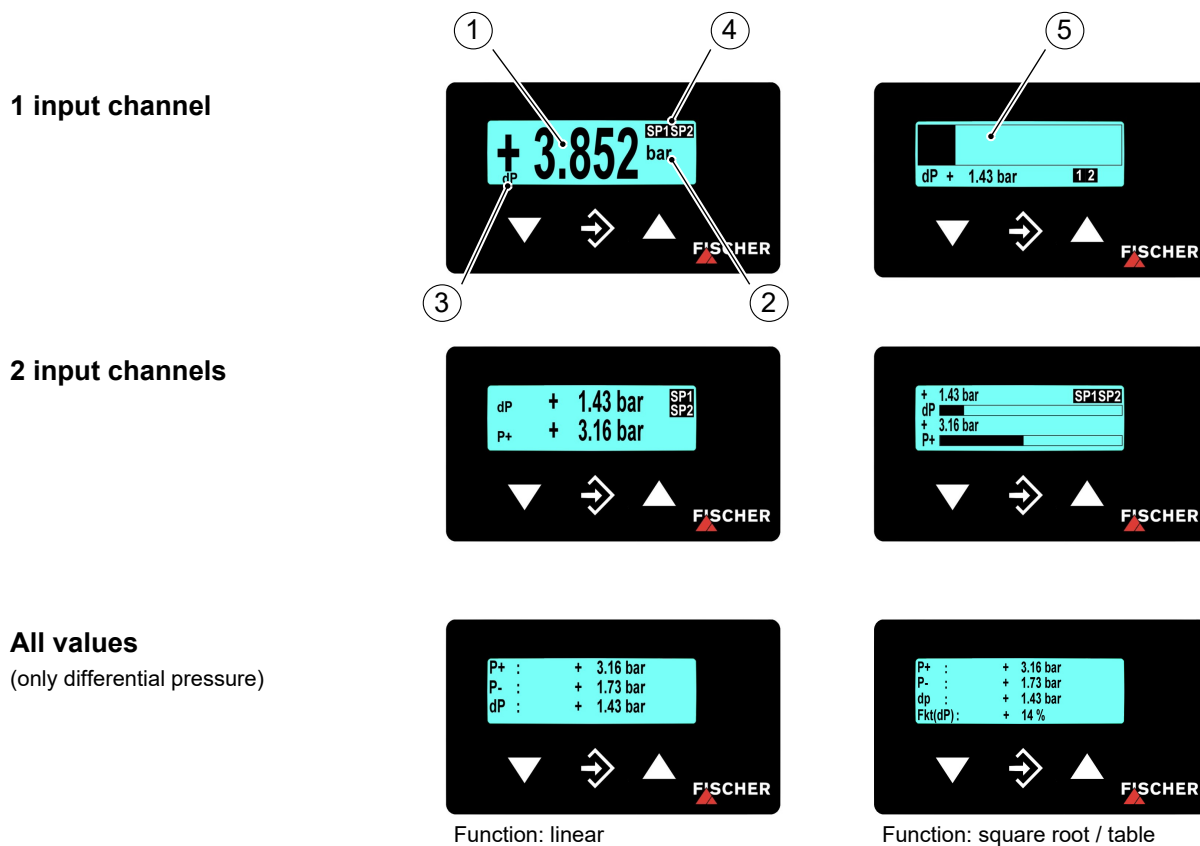 1 4 5
1 input channel
+ 3.852 bar SP1SP2
dP
FISCHER
dP + 1.43 bar 1 2
FISCHER
3 2
2 input channels
dP + 1.43 bar SP1
P+ + 3.16 bar SP2
FISCHER
+ 1.43 bar SP1SP2
dP
+ 3.16 bar
P+
FISCHER
All values
(only differential pressure)
P+ : + 3.16 bar
P- : + 1.73 bar
dP : + 1.43 bar
FISCHER
Function: linear
P+ : + 3.16 bar
P- : + 1.73 bar
dp : + 1.43 bar
Fkt(dP) : + 14 %
FISCHER
Function: square root / table